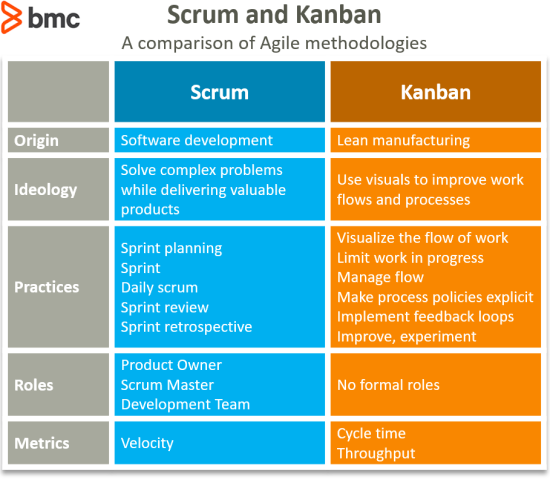 bmc
Scrum and Kanban
A comparison of Agile methodologies
Scrum
Kanban
Origin
Software development
Lean manufacturing
Ideology
Solve complex problems
while delivering valuable
products
Use visuals to improve work
flows and processes
Practices
Sprint planning
Sprint
Daily scrum
Sprint review
Sprint retrospective
Visualize the flow of work
Limit work in progress
Manage flow
Make process policies explicit
Implement feedback loops
Improve, experiment
Roles
Product Owner
Scrum Master
Development Team
No formal roles
Metrics
Velocity
Cycle time
Throughput